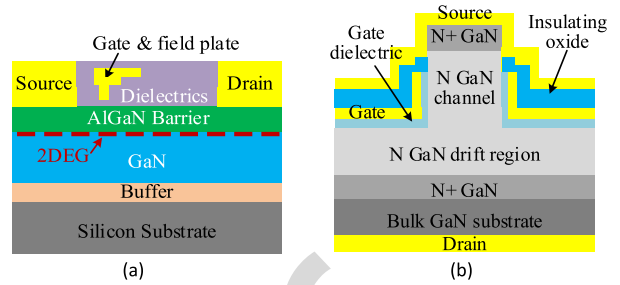 Gate & field plate
Source
Drain
Dielectrics
AlGaN Barrier
2DEG
GaN
Buffer
Silicon Substrate
(a)
Source
Insulating
oxide
N+ GaN
Gate
dielectric
N GaN
channel
Gate
N GaN drift region
N+ GaN
Bulk GaN substrate
Drain
(b)